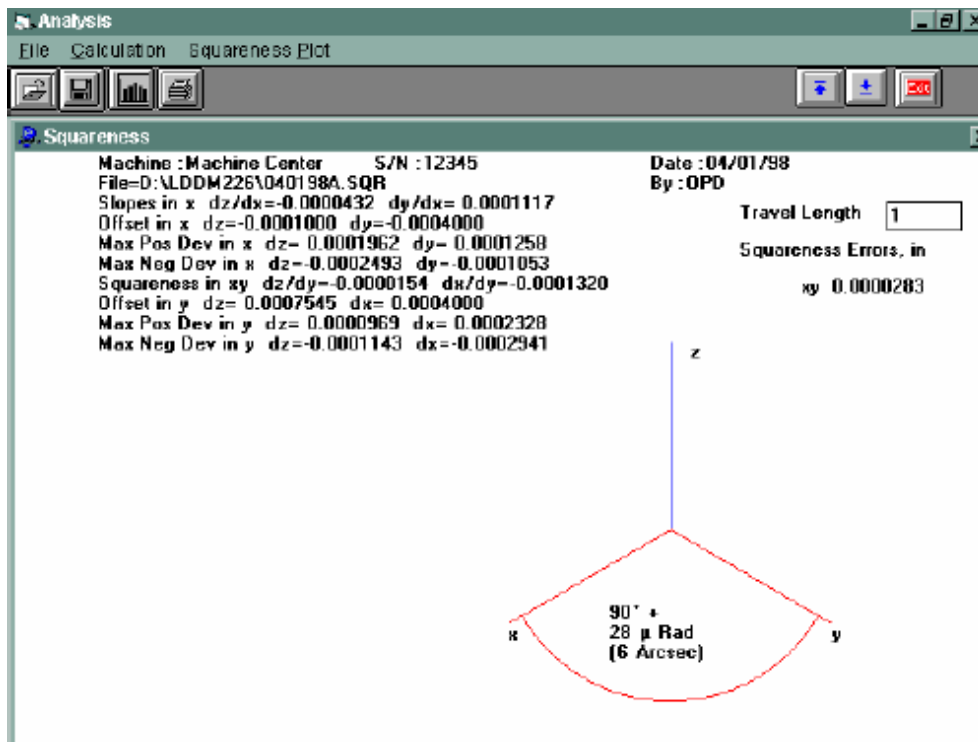 Analysis
File Calculation Squareness Plot
Exit
Squareness
Machine :Machine Center S/N :12345 Date :04/01/98
File=D:\LDDM226\040198A.SQR By :OPD
Slopes in x dz/dx=-0.0000432 dy/dx= 0.0001117
Offset in x dz=-0.0001000 dy=-0.0004000
Max Pos Dev in x dz= 0.0001962 dy= 0.0001258
Max Neg Dev in x dz=-0.0002493 dy=-0.0001053
Squareness in xy dz/dy=-0.0000154 dx/dy=-0.0001320
Offset in y dz= 0.0007545 dx= 0.0004000
Max Pos Dev in y dz= 0.0000969 dx= 0.0002328
Max Neg Dev in y dz=-0.0001143 dx=-0.0002941
Travel Length 1
Squareness Errors, in
xy 0.0000283
z
x
y
90° +
28 µ Rad
(6 Arcsec)